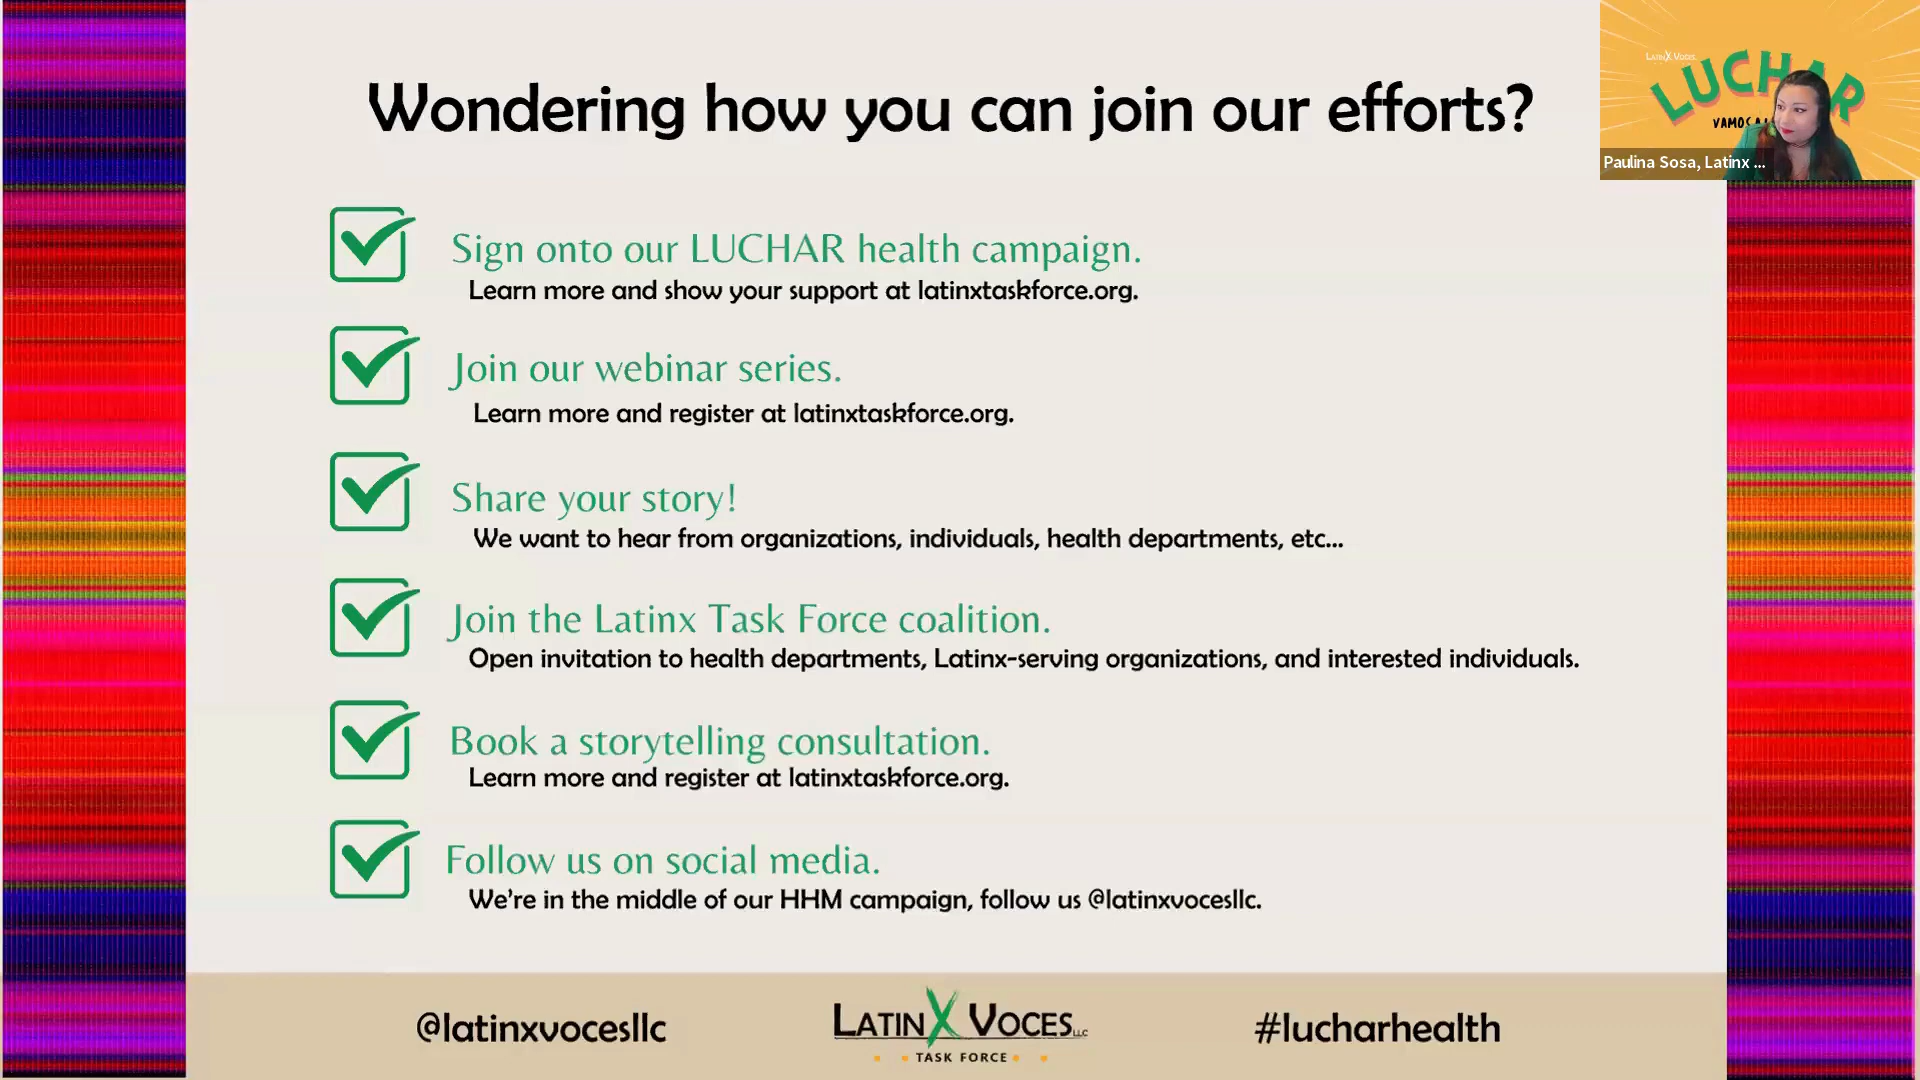 Wondering how you can join our efforts?
LATINX VOCES
LUCHAR
Paulina Sosa, Latinx ...
Sign onto our LUCHAR health campaign.
Learn more and show your support at latinxtaskforce.org.
Join our webinar series.
Learn more and register at latinxtaskforce.org.
Share your story!
We want to hear from organizations, individuals, health departments, etc...
Join the Latinx Task Force coalition.
Open invitation to health departments, Latinx-serving organizations, and interested individuals.
Book a storytelling consultation.
Learn more and register at latinxtaskforce.org.
Follow us on social media.
We're in the middle of our HHM campaign, follow us @latinxvocesllc.
@latinxvocesllc
LATINX VOCES LLC
TASK FORCE
#lucharhealth